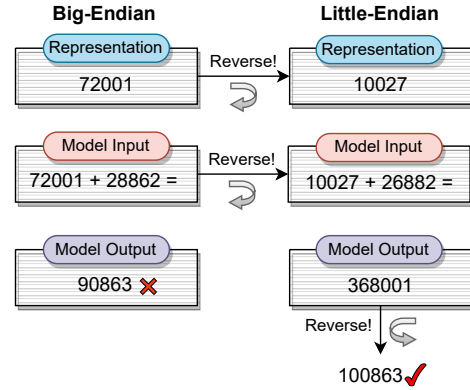 Big-Endian Little-Endian
Representation Reverse! Representation
72001 10027
Model Input Reverse! Model Input
72001 + 28862 = 10027 + 26882 =
Model Output Model Output
90863 368001
Reverse!
100863